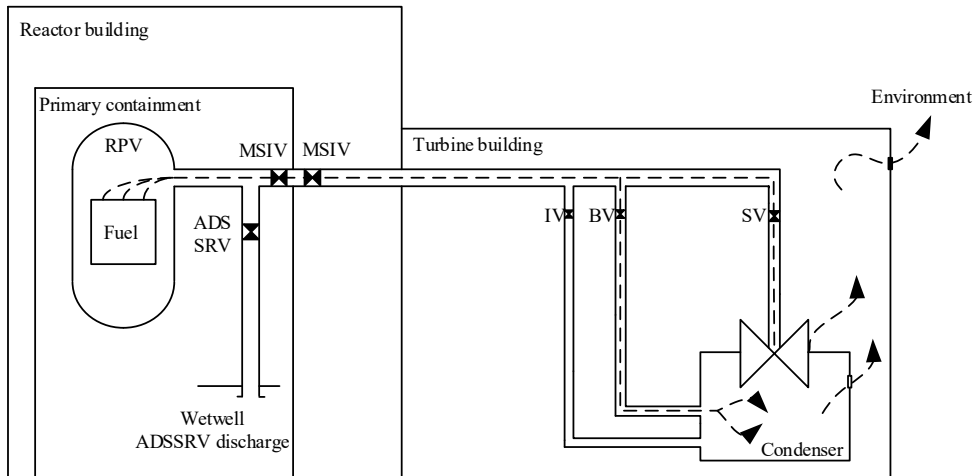 Reactor building
Primary containment
RPV
MSIV MSIV
Turbine building
Environment
Fuel
ADS
SRV
IV BV SV
Wetwell
ADSSRV discharge
Condenser